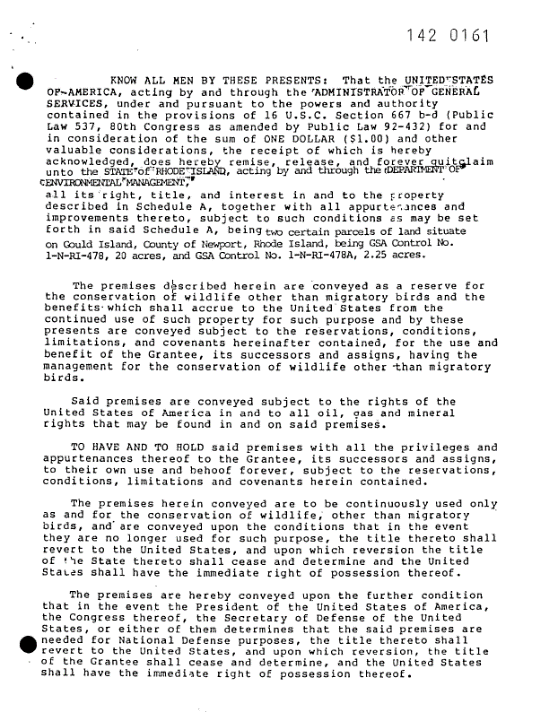 142 0161
KNOW ALL MEN BY THESE PRESENTS: That the UNITED STATES
OF AMERICA, acting by and through the ADMINISTRATOR OF GENERAL
SERVICES, under and pursuant to the powers and authority
contained in the provisions of 16 U.S.C. Section 667 b-d (Public
Law 537, 80th Congress as amended by Public Law 92-432) for and
in consideration of the sum of ONE DOLLAR ($1.00) and other
valuable considerations, the receipt of which is hereby
acknowledged, does hereby remise, release, and forever quitclaim
unto the STATE of RHODE ISLAND, acting by and through the DEPARTMENT OF
ENVIRONMENTAL MANAGEMENT,
all its right, title, and interest in and to the property
described in Schedule A, together with all appurtenances and
improvements thereto, subject to such conditions as may be set
forth in said Schedule A, being two certain parcels of land situate
on Gould Island, County of Newport, Rhode Island, being GSA Control No.
1-N-RI-478, 20 acres, and GSA Control No. 1-N-RI-478A, 2.25 acres.
The premises described herein are conveyed as a reserve for
the conservation of wildlife other than migratory birds and the
benefits which shall accrue to the United States from the
continued use of such property for such purpose and by these
presents are conveyed subject to the reservations, conditions,
limitations, and covenants hereinafter contained, for the use and
benefit of the Grantee, its successors and assigns, having the
management for the conservation of wildlife other than migratory
birds.
Said premises are conveyed subject to the rights of the
United States of America in and to all oil, gas and mineral
rights that may be found in and on said premises.
TO HAVE AND TO HOLD said premises with all the privileges and
appurtenances thereof to the Grantee, its successors and assigns,
to their own use and behoof forever, subject to the reservations,
conditions, limitations and covenants herein contained.
The premises herein conveyed are to be continuously used only
as and for the conservation of wildlife, other than migratory
birds, and are conveyed upon the conditions that in the event
they are no longer used for such purpose, the title thereto shall
revert to the United States, and upon which reversion the title
of the State thereto shall cease and determine and the United
States shall have the immediate right of possession thereof.
The premises are hereby conveyed upon the further condition
that in the event the President of the United States of America,
the Congress thereof, the Secretary of Defense of the United
States, or either of them determines that the said premises are
needed for National Defense purposes, the title thereto shall
revert to the United States, and upon which reversion, the title
of the Grantee shall cease and determine, and the United States
shall have the immediate right of possession thereof.